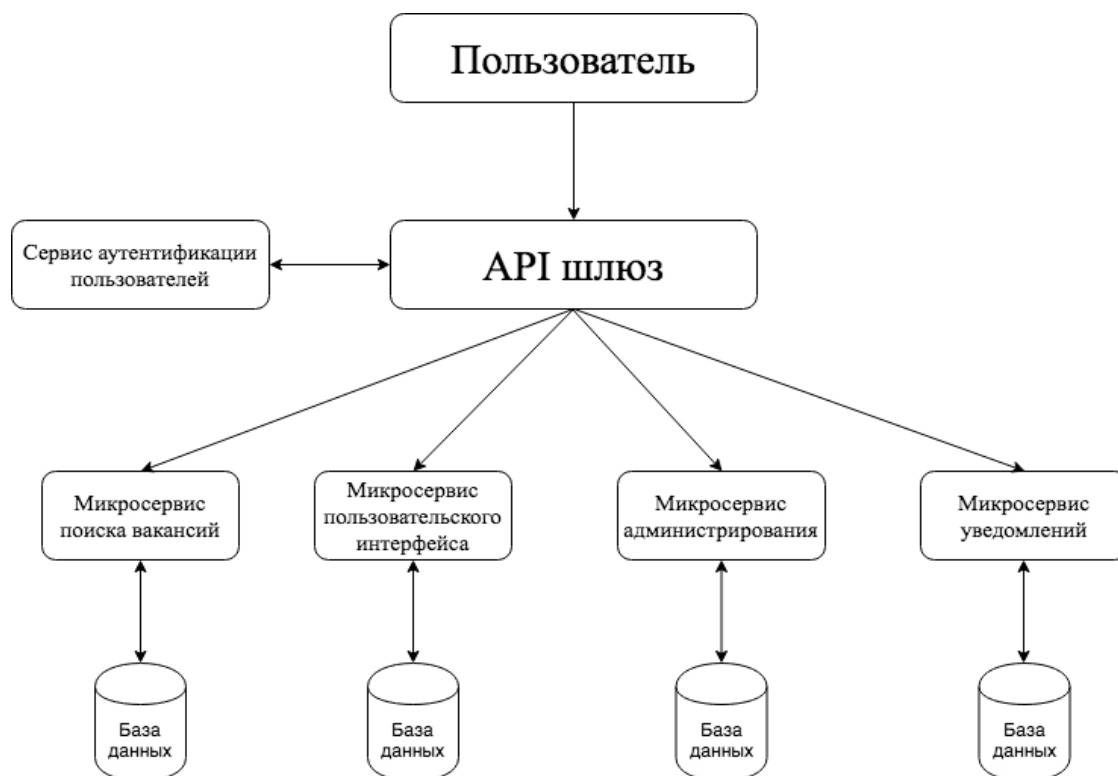 Пользователь
Сервис аутентификации
пользователей
API шлюз
Микросервис
поиска вакансий
Микросервис
пользовательского
интерфейса
Микросервис
администрирования
Микросервис
уведомлений
База
данных
База
данных
База
данных
База
данных